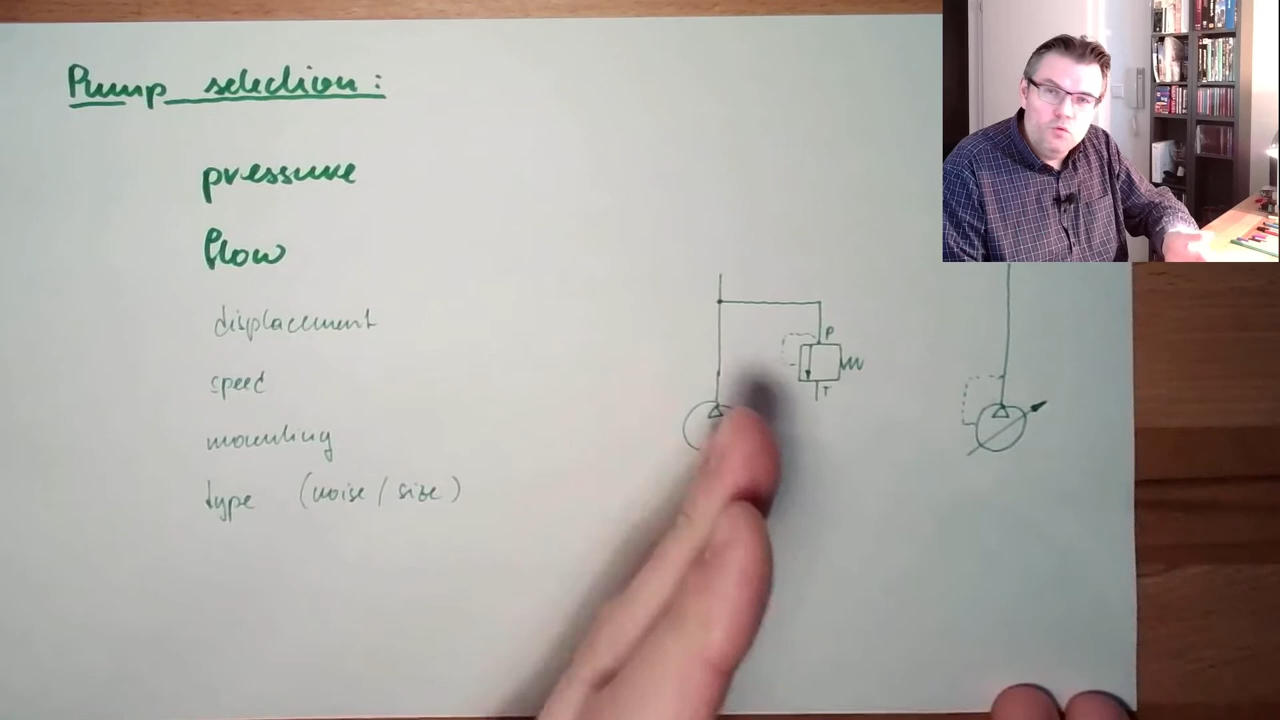 Pump selection:
pressure
flow
displacement
speed
mounting
type (noise / size)
P
T